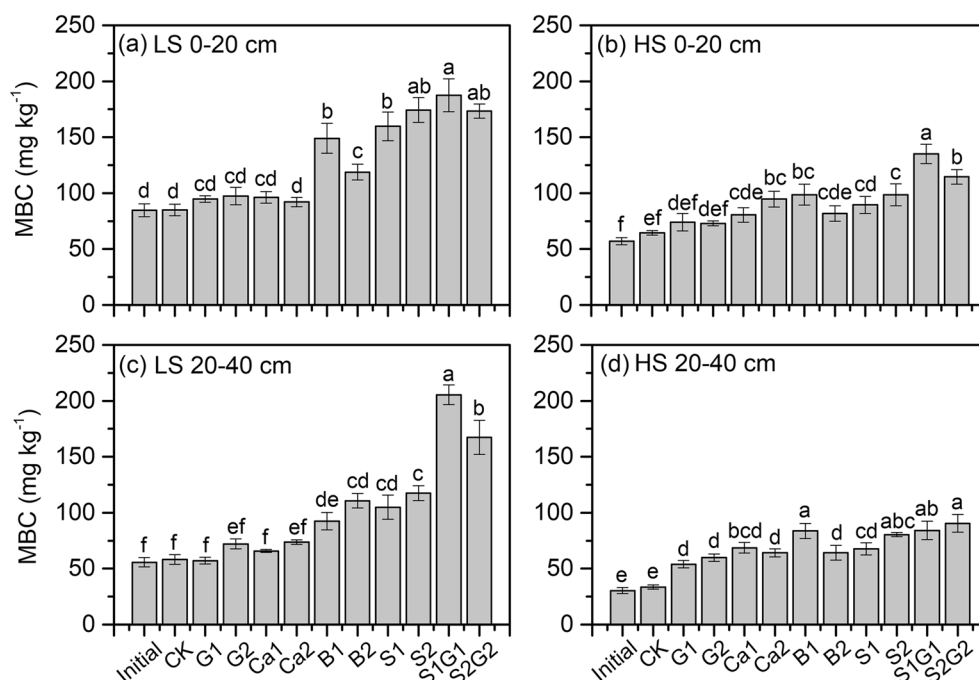 (a) LS 0-20 cm
MBC (mg kg⁻¹)
250
200
150
100
50
0
d
d
cd
cd
cd
d
b
c
b
ab
a
ab
(b) HS 0-20 cm
250
200
150
100
50
0
f
ef
def
def
cde
bc
bc
cde
cd
c
a
b
(c) LS 20-40 cm
MBC (mg kg⁻¹)
250
200
150
100
50
0
f
f
f
ef
f
ef
de
cd
cd
c
a
b
Initial
CK
G1
G2
Ca1
Ca2
B1
B2
S1
S2
S1G1
S2G2
(d) HS 20-40 cm
250
200
150
100
50
0
e
e
d
d
bcd
d
a
d
cd
abc
ab
a
Initial
CK
G1
G2
Ca1
Ca2
B1
B2
S1
S2
S1G1
S2G2